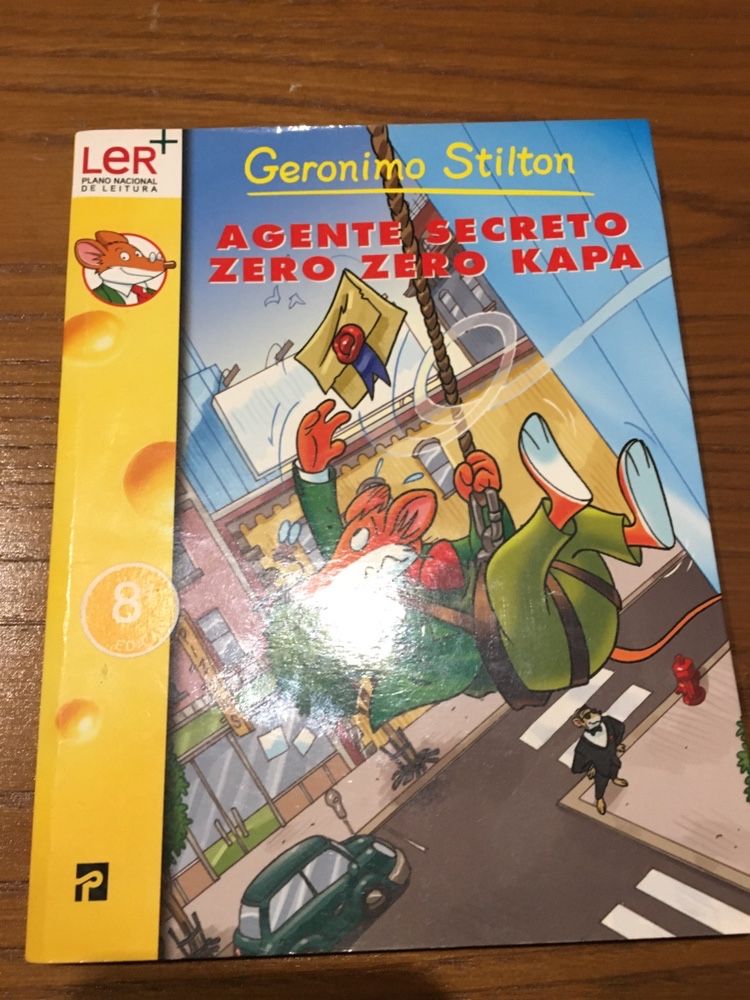 LeR+
PLANO NACIONAL
DE LEITURA
Geronimo Stilton
AGENTE SECRETO
ZERO ZERO KAPA
8